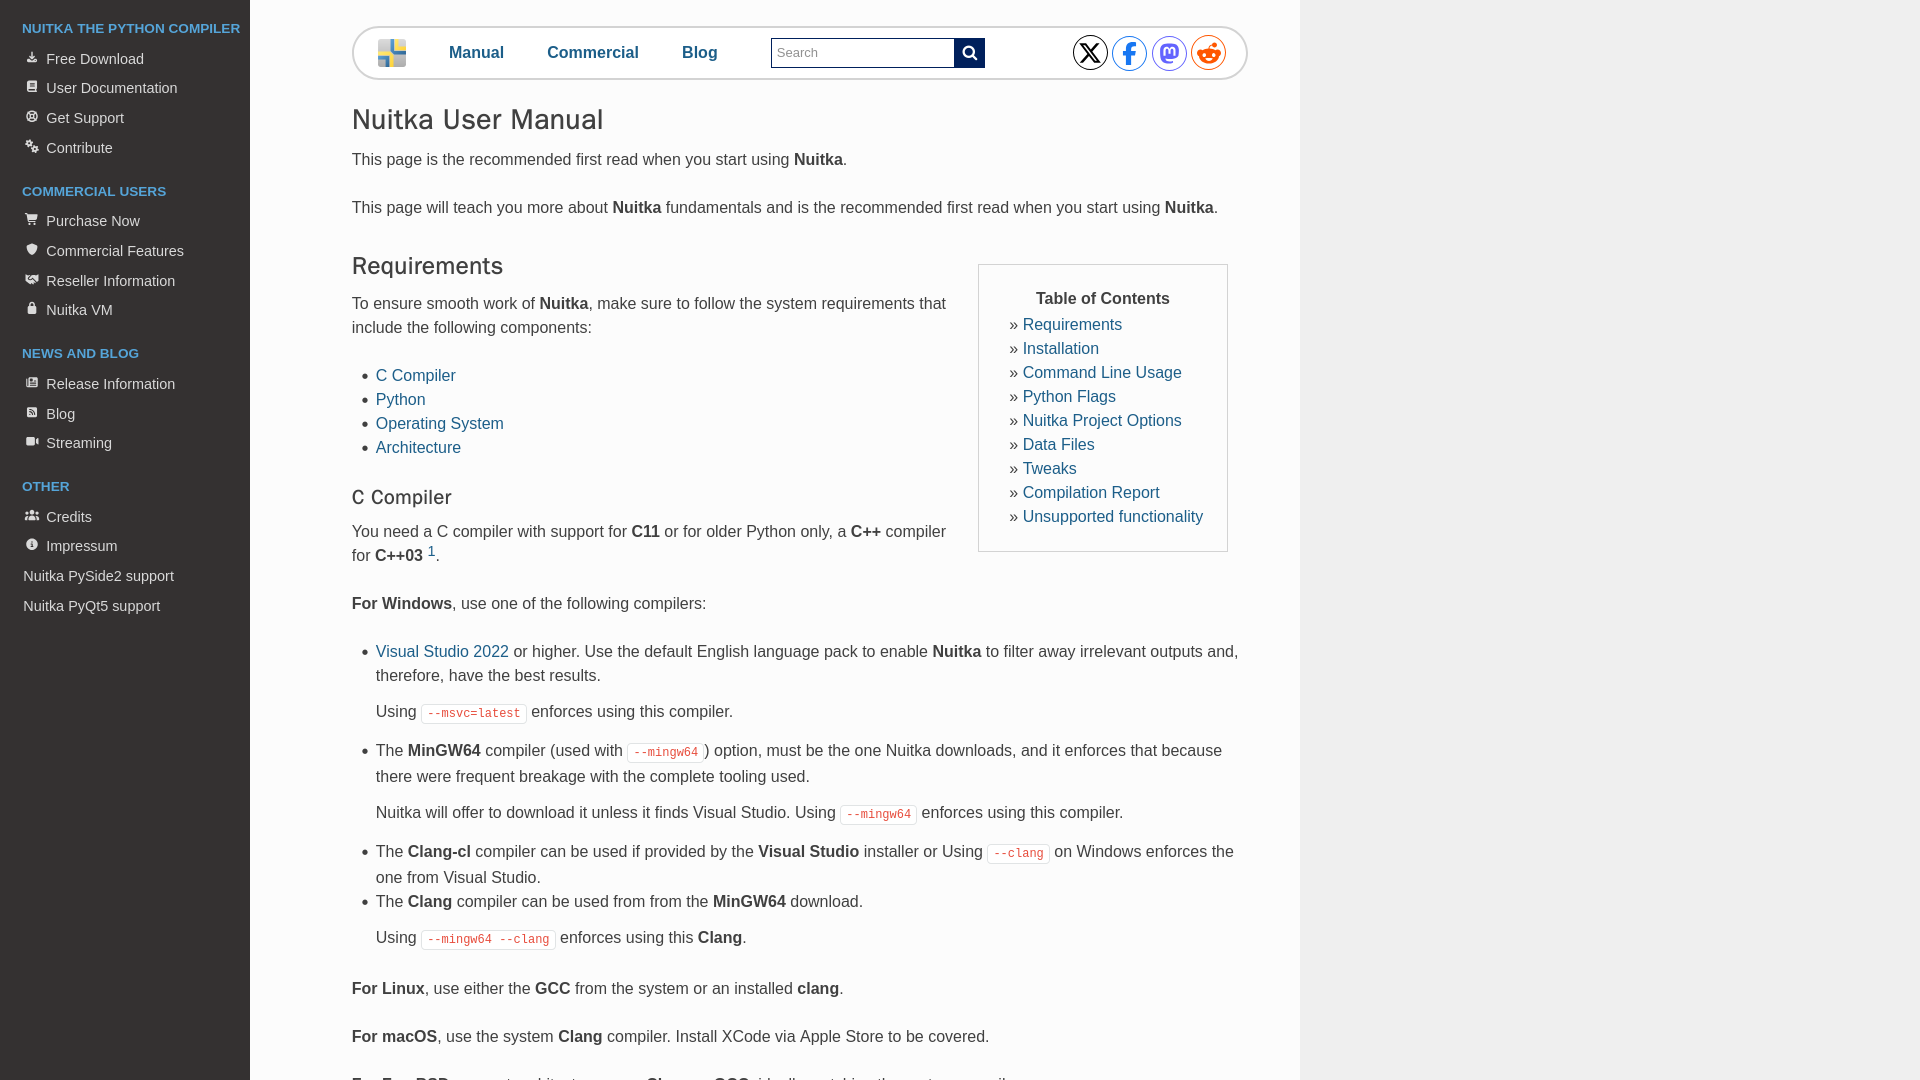 NUITKA THE PYTHON COMPILER
Free Download
User Documentation
Get Support
Contribute
COMMERCIAL USERS
Purchase Now
Commercial Features
Reseller Information
Nuitka VM
NEWS AND BLOG
Release Information
Blog
Streaming
OTHER
Credits
Impressum
Nuitka PySide2 support
Nuitka PyQt5 support
Manual Commercial Blog Search
Nuitka User Manual
This page is the recommended first read when you start using Nuitka.
This page will teach you more about Nuitka fundamentals and is the recommended first read when you start using Nuitka.
Requirements
To ensure smooth work of Nuitka, make sure to follow the system requirements that
include the following components:
• C Compiler
• Python
• Operating System
• Architecture
Table of Contents
» Requirements
» Installation
» Command Line Usage
» Python Flags
» Nuitka Project Options
» Data Files
» Tweaks
» Compilation Report
» Unsupported functionality
C Compiler
You need a C compiler with support for C11 or for older Python only, a C++ compiler
for C++03 1.
For Windows, use one of the following compilers:
• Visual Studio 2022 or higher. Use the default English language pack to enable Nuitka to filter away irrelevant outputs and,
therefore, have the best results.
Using --msvc=latest enforces using this compiler.
• The MinGW64 compiler (used with --mingw64) option, must be the one Nuitka downloads, and it enforces that because
there were frequent breakage with the complete tooling used.
Nuitka will offer to download it unless it finds Visual Studio. Using --mingw64 enforces using this compiler.
• The Clang-cl compiler can be used if provided by the Visual Studio installer or Using --clang on Windows enforces the
one from Visual Studio.
• The Clang compiler can be used from from the MinGW64 download.
Using --mingw64 --clang enforces using this Clang.
For Linux, use either the GCC from the system or an installed clang.
For macOS, use the system Clang compiler. Install XCode via Apple Store to be covered.